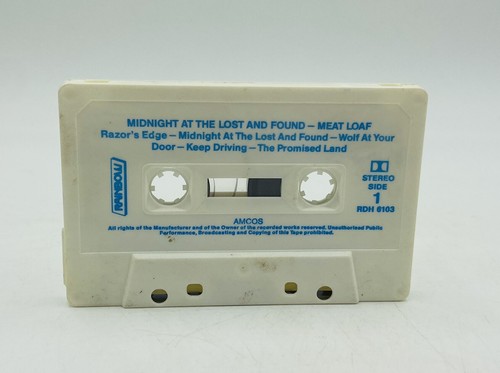 MIDNIGHT AT THE LOST AND FOUND — MEAT LOAF
Razor's Edge — Midnight At The Lost And Found — Wolf At Your
Door — Keep Driving — The Promised Land
RAINBOW
STEREO
SIDE
1
RDH 8103
AMCOS
All rights of the Manufacturer and of the Owner of the recorded works reserved. Unauthorised Public
Performance, Broadcasting and Copying of this Tape prohibited.